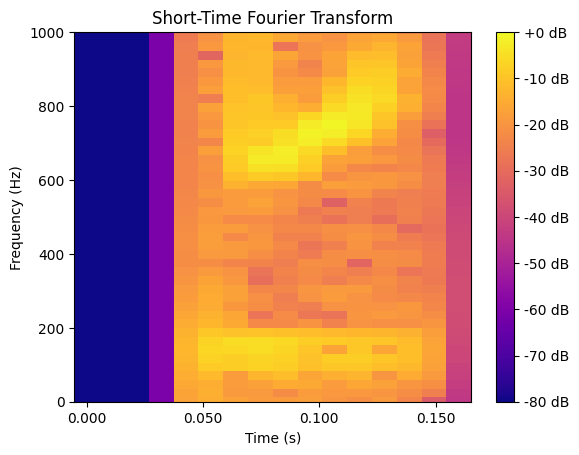 Short-Time Fourier Transform
1000
800
600
400
200
0
Frequency (Hz)
0.000
0.050
0.100
0.150
Time (s)
+0 dB
-10 dB
-20 dB
-30 dB
-40 dB
-50 dB
-60 dB
-70 dB
-80 dB